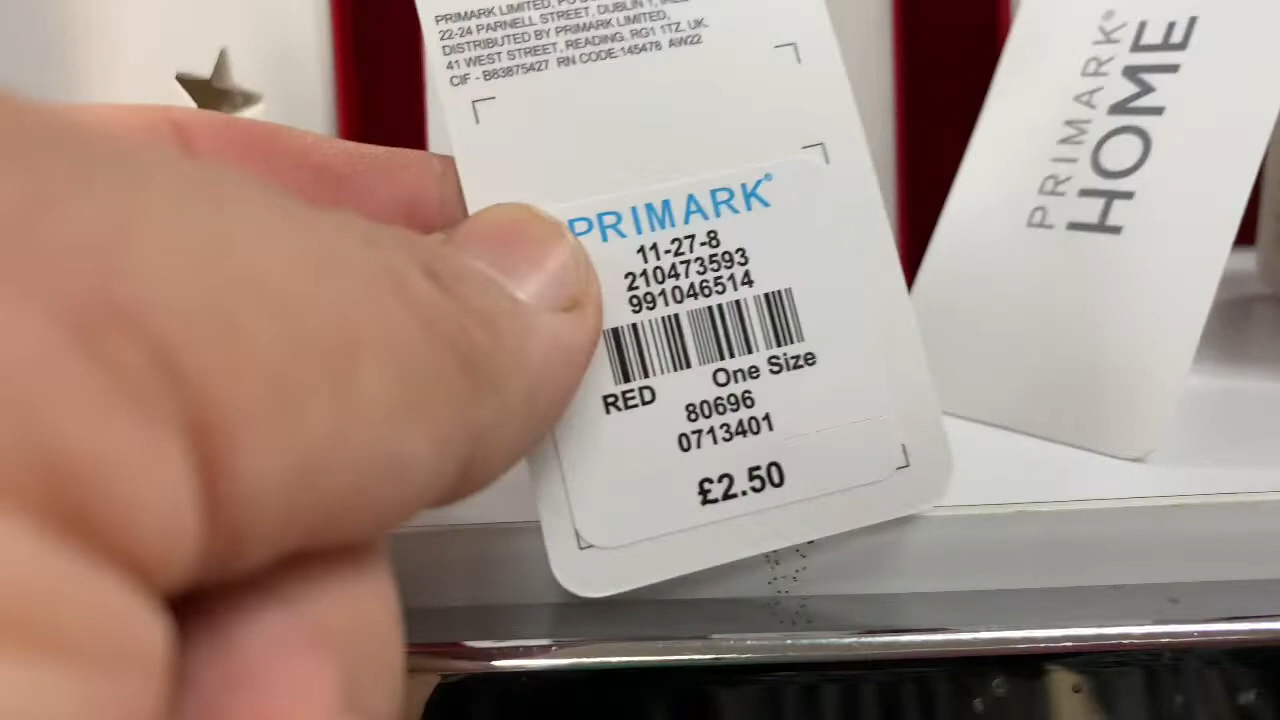 PRIMARK LIMITED,
22-24 PARNELL STREET, DUBLIN 1,
DISTRIBUTED BY PRIMARK LIMITED,
41 WEST STREET, READING, RG1 1TZ, UK
CIF - B83875427 RN CODE:145478 AW22
PRIMARK®
11-27-8
210473593
991046514
RED One Size
80696
0713401
£2.50
PRIMARK®
HOME